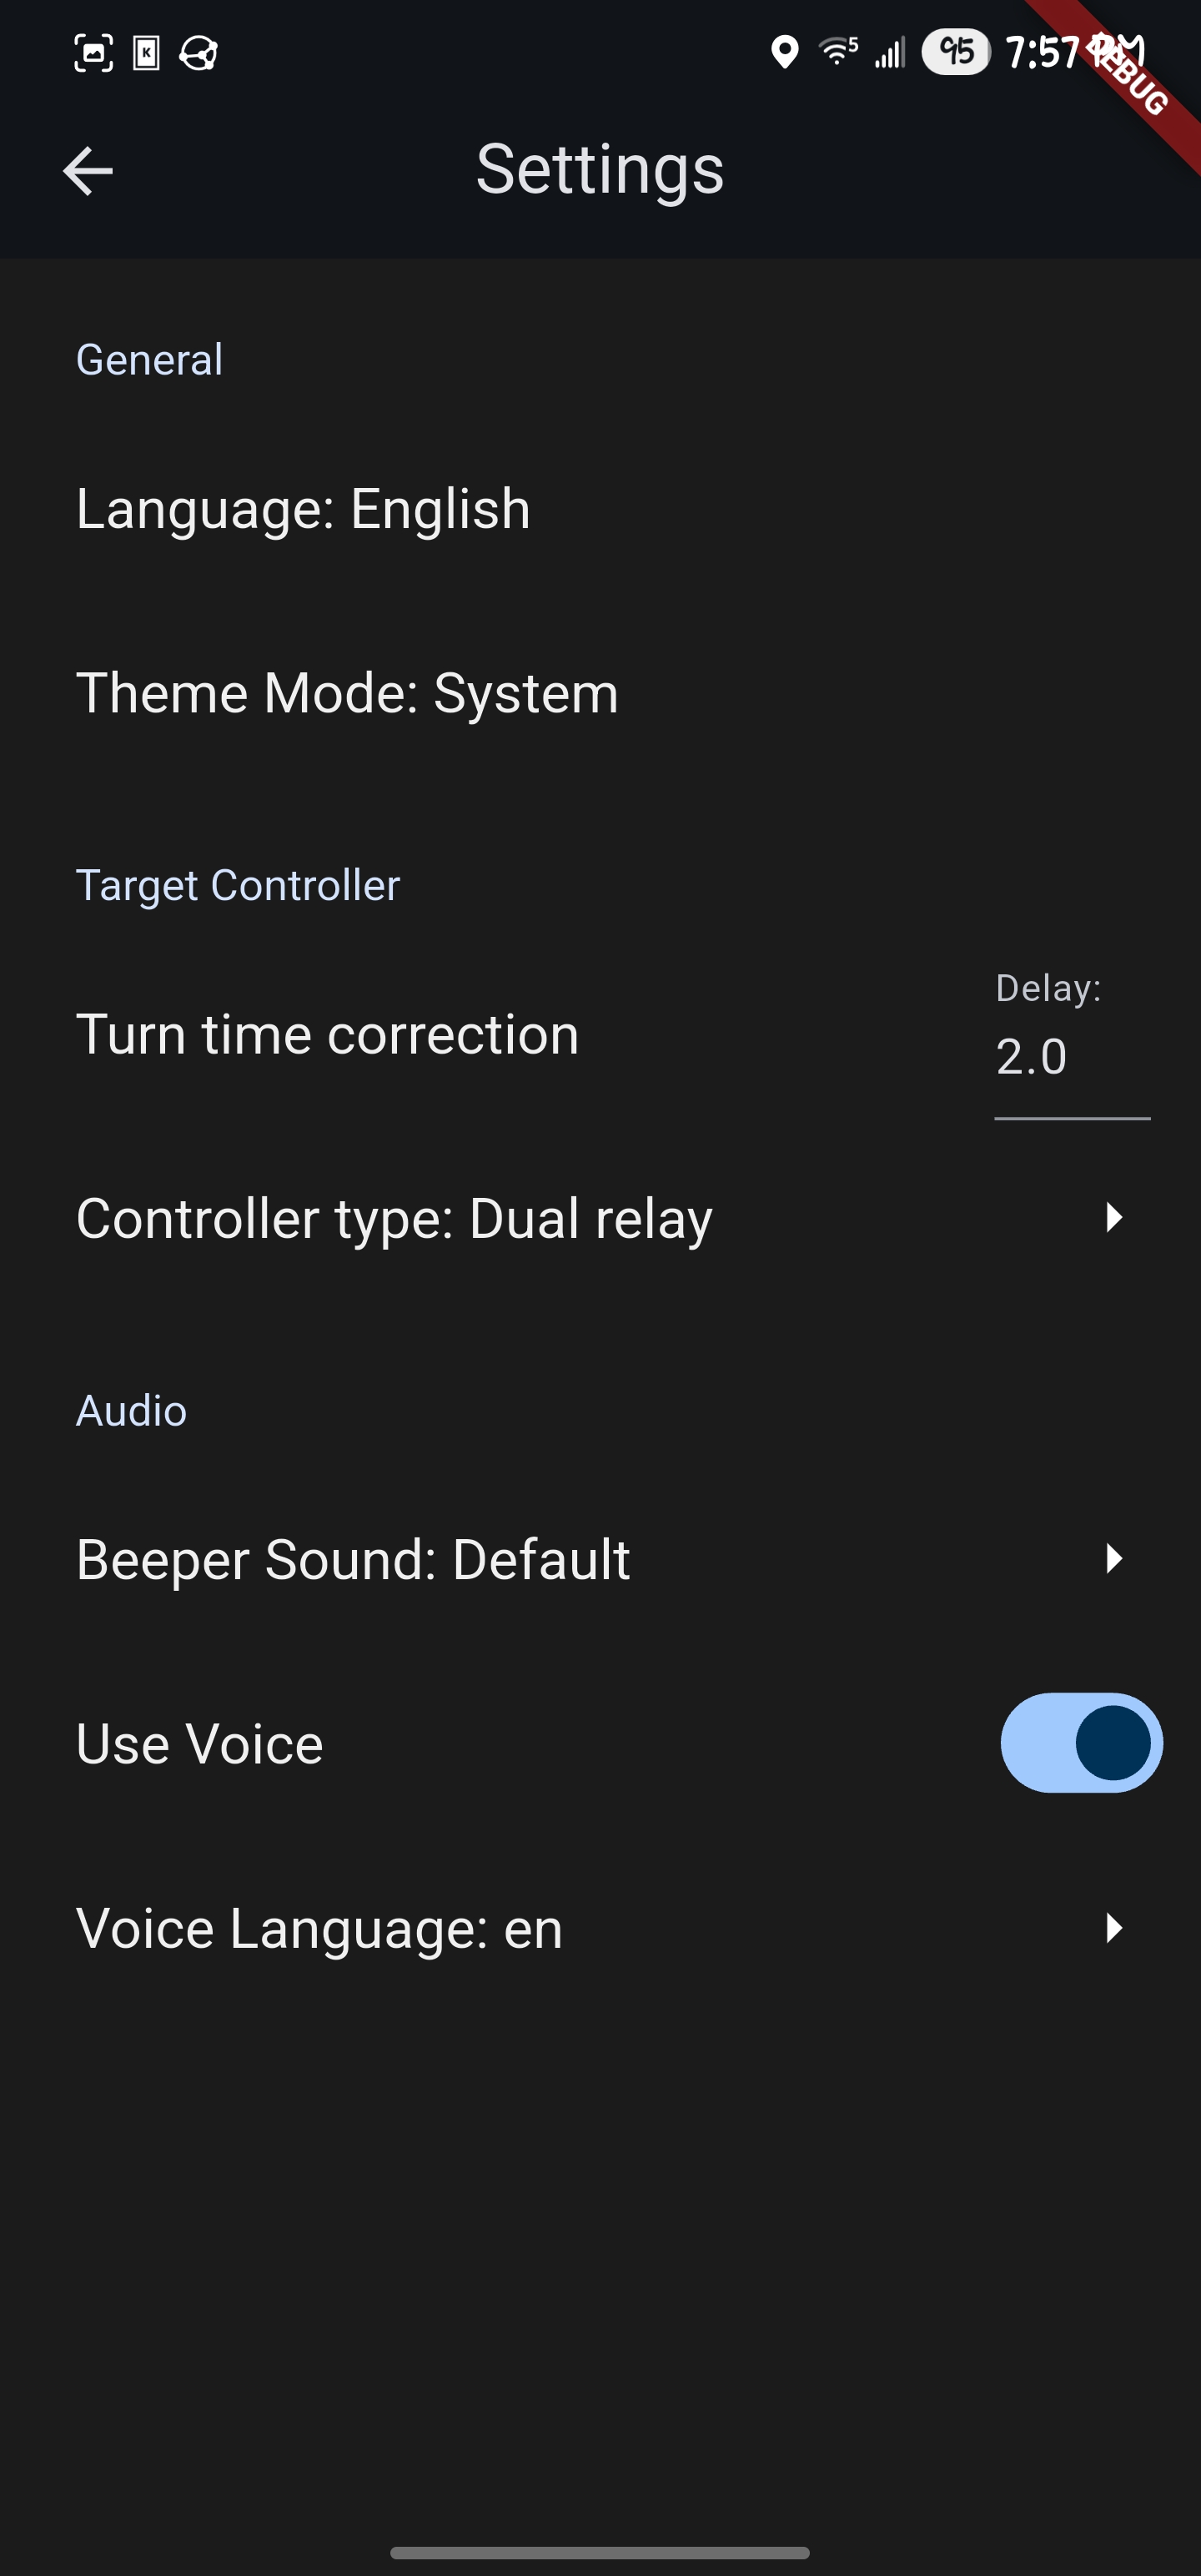 K
5
95
7:57 PM
DEBUG
Settings
General
Language: English
Theme Mode: System
Target Controller
Delay:
Turn time correction
2.0
Controller type: Dual relay
Audio
Beeper Sound: Default
Use Voice
Voice Language: en